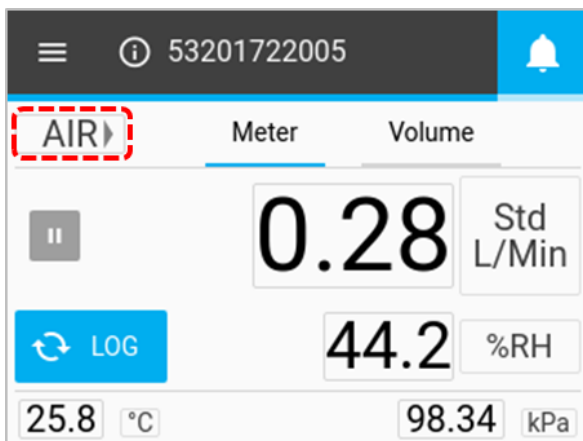 53201722005
AIR Meter Volume
0.28 Std L/Min
LOG 44.2 %RH
25.8 °C 98.34 kPa